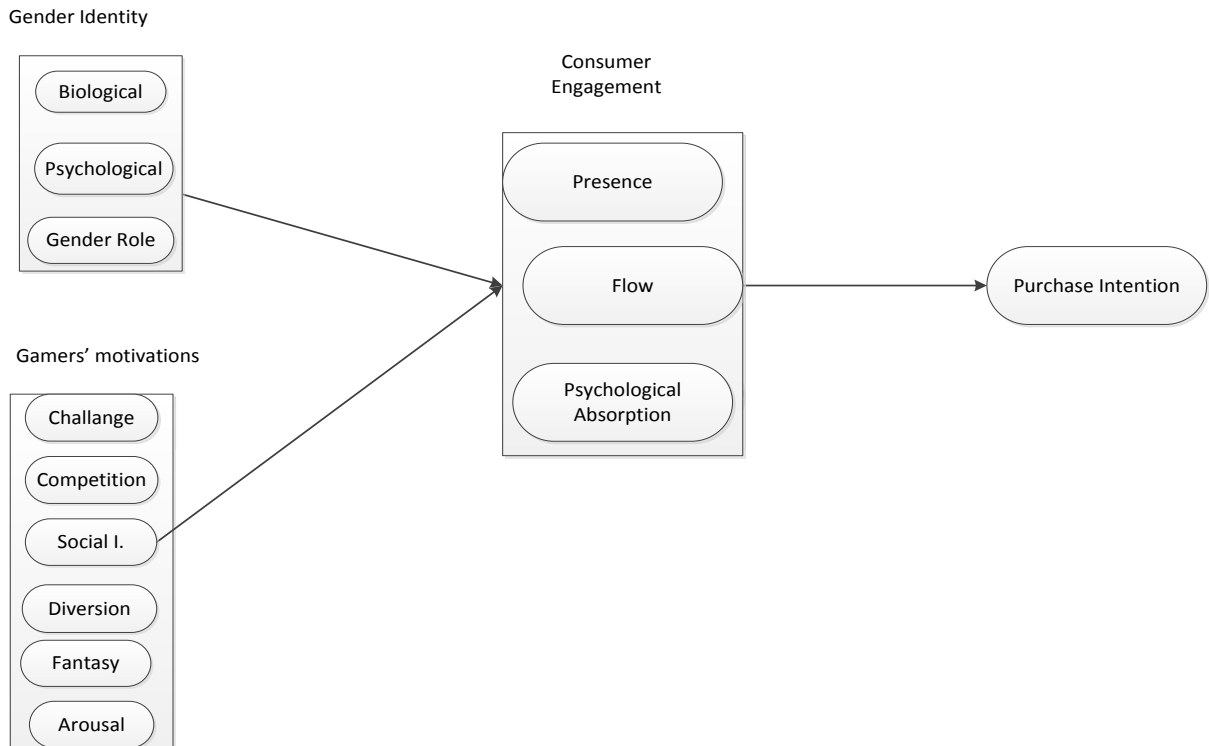 Gender Identity
Biological
Psychological
Gender Role
Gamers’ motivations
Challange
Competition
Social I.
Diversion
Fantasy
Arousal
Consumer
Engagement
Presence
Flow
Psychological
Absorption
Purchase Intention